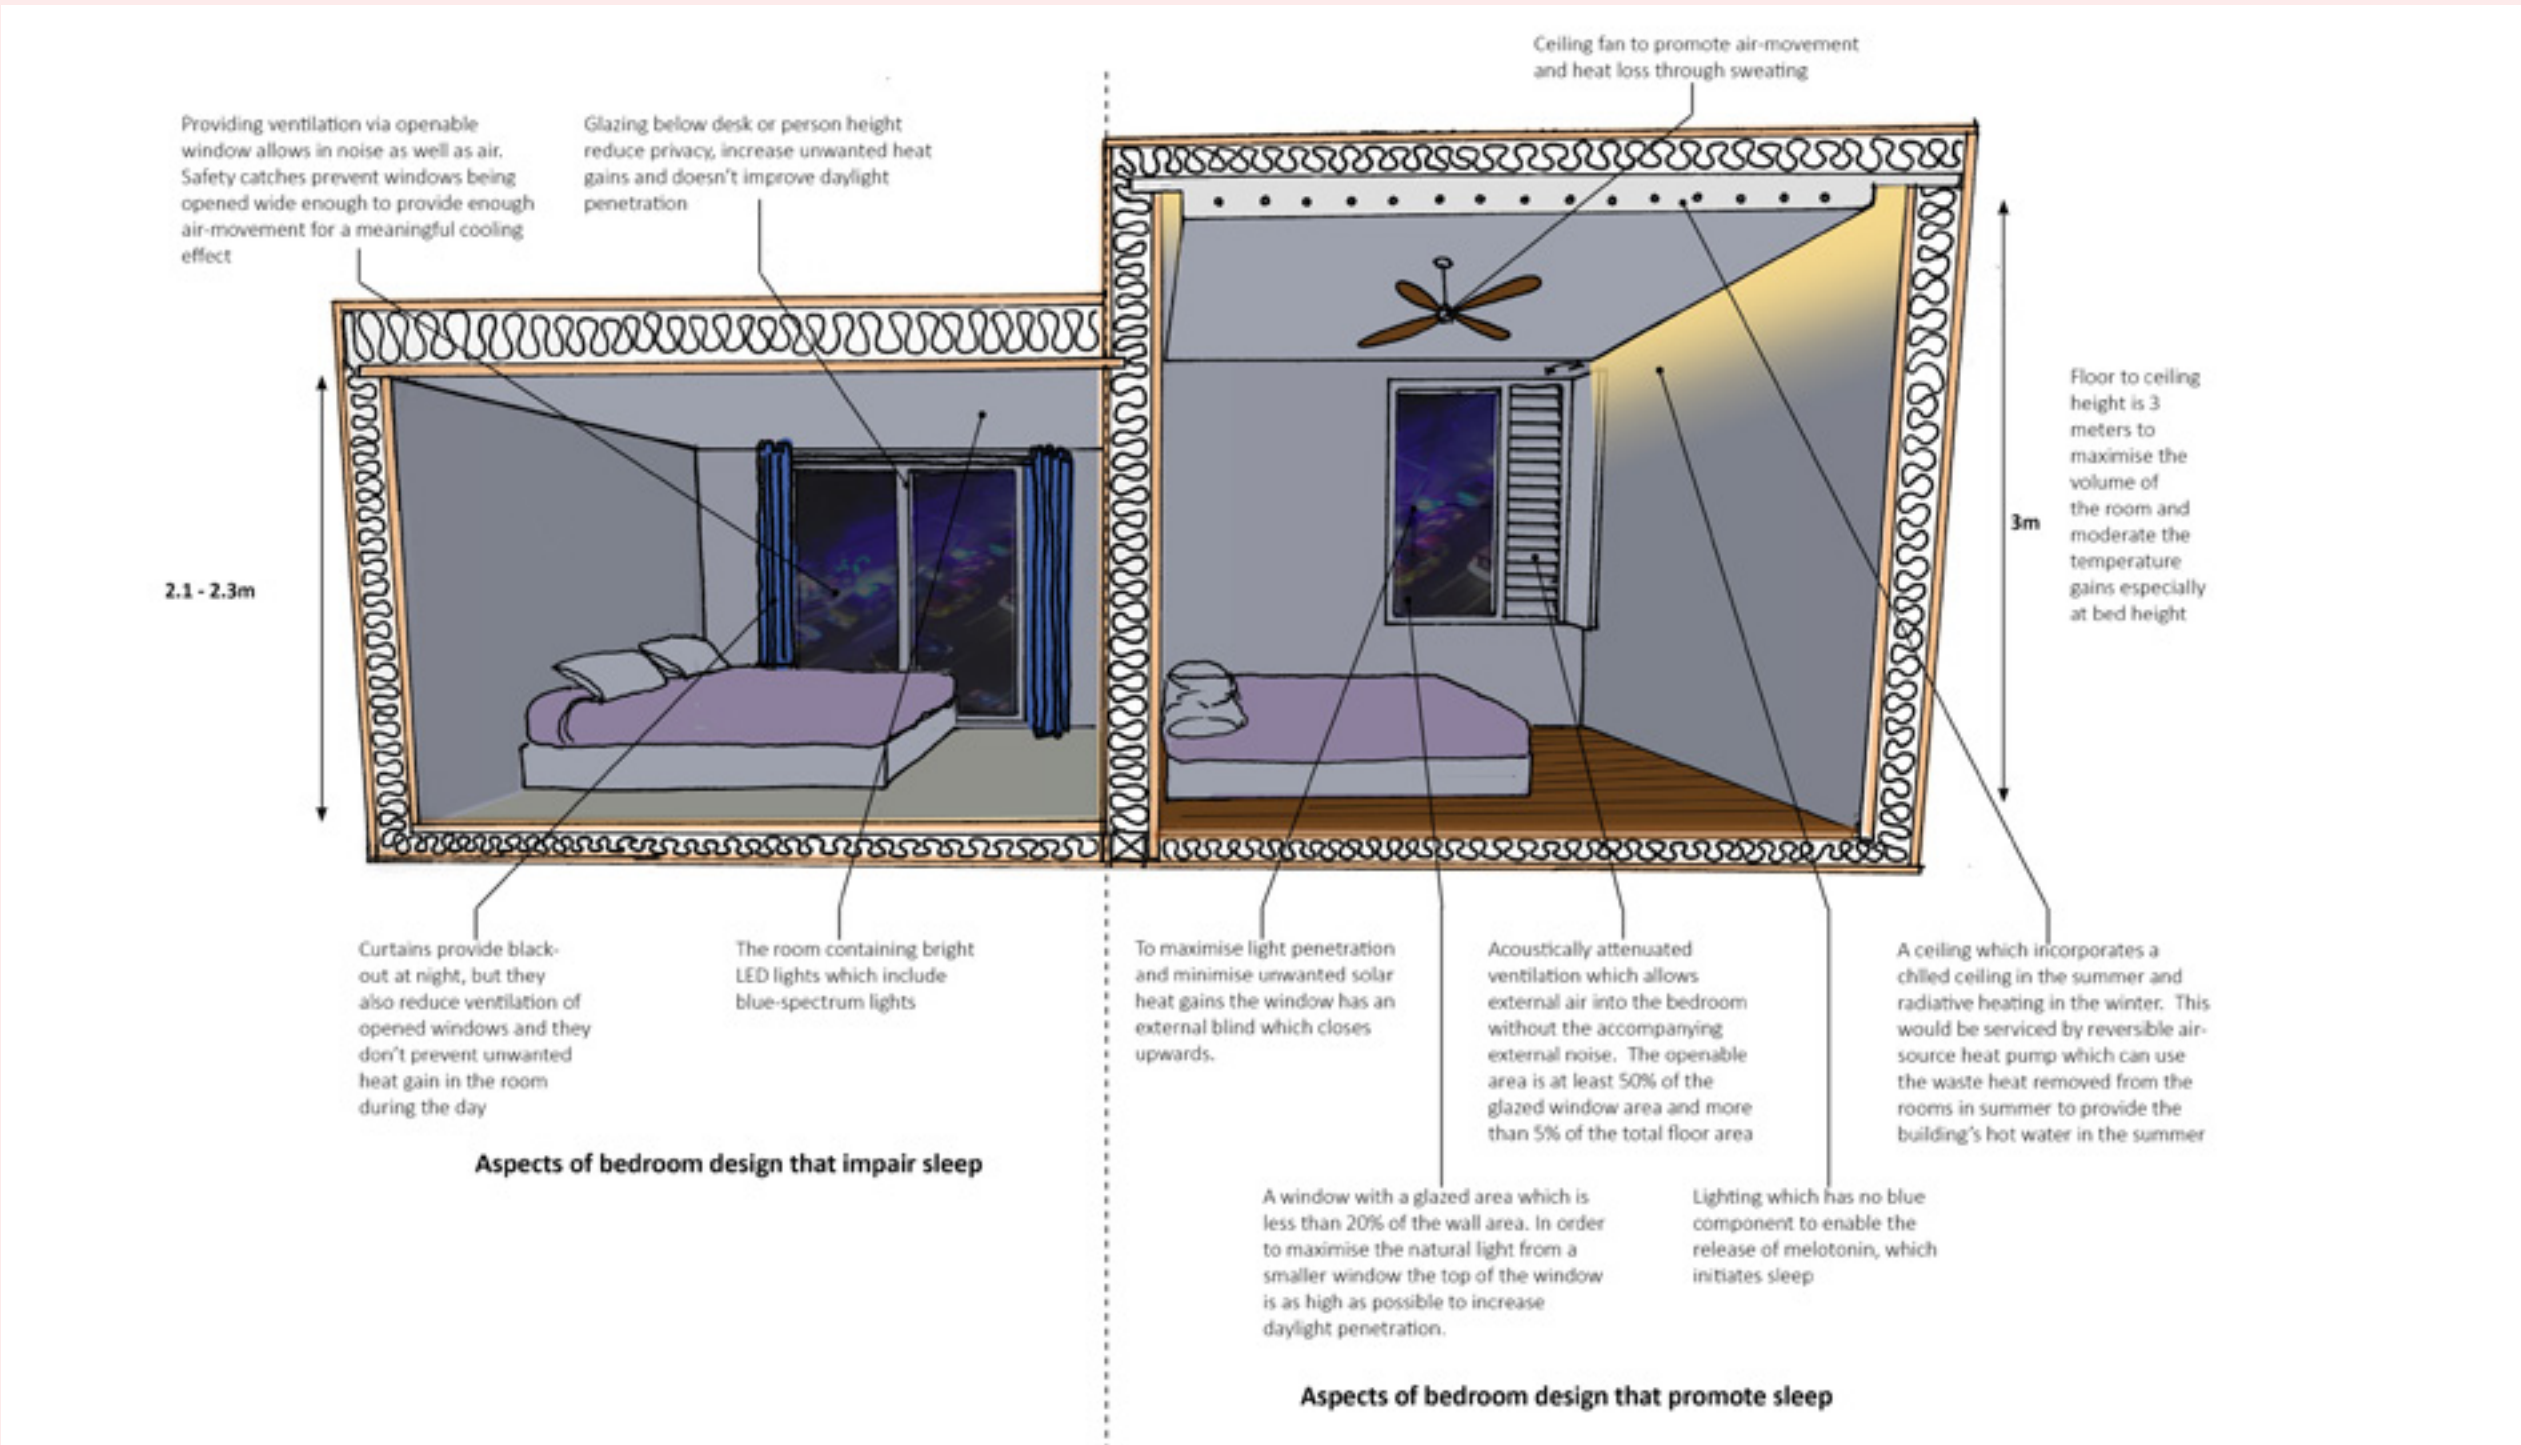 Ceiling fan to promote air-movement
and heat loss through sweating
Providing ventilation via openable
window allows in noise as well as air.
Safety catches prevent windows being
opened wide enough to provide enough
air-movement for a meaningful cooling
effect
Glazing below desk or person height
reduce privacy, increase unwanted heat
gains and doesn't improve daylight
penetration
2.1 - 2.3m
3m
Floor to ceiling
height is 3
meters to
maximise the
volume of
the room and
moderate the
temperature
gains especially
at bed height
Curtains provide black-
out at night, but they
also reduce ventilation of
opened windows and they
don't prevent unwanted
heat gain in the room
during the day
The room containing bright
LED lights which include
blue-spectrum lights
Aspects of bedroom design that impair sleep
To maximise light penetration
and minimise unwanted solar
heat gains the window has an
external blind which closes
upwards.
Acoustically attenuated
ventilation which allows
external air into the bedroom
without the accompanying
external noise.  The openable
area is at least 50% of the
glazed window area and more
than 5% of the total floor area
A ceiling which incorporates a
chlled ceiling in the summer and
radiative heating in the winter.  This
would be serviced by reversible air-
source heat pump which can use
the waste heat removed from the
rooms in summer to provide the
building's hot water in the summer
A window with a glazed area which is
less than 20% of the wall area. In order
to maximise the natural light from a
smaller window the top of the window
is as high as possible to increase
daylight penetration.
Lighting which has no blue
component to enable the
release of melotonin, which
initiates sleep
Aspects of bedroom design that promote sleep